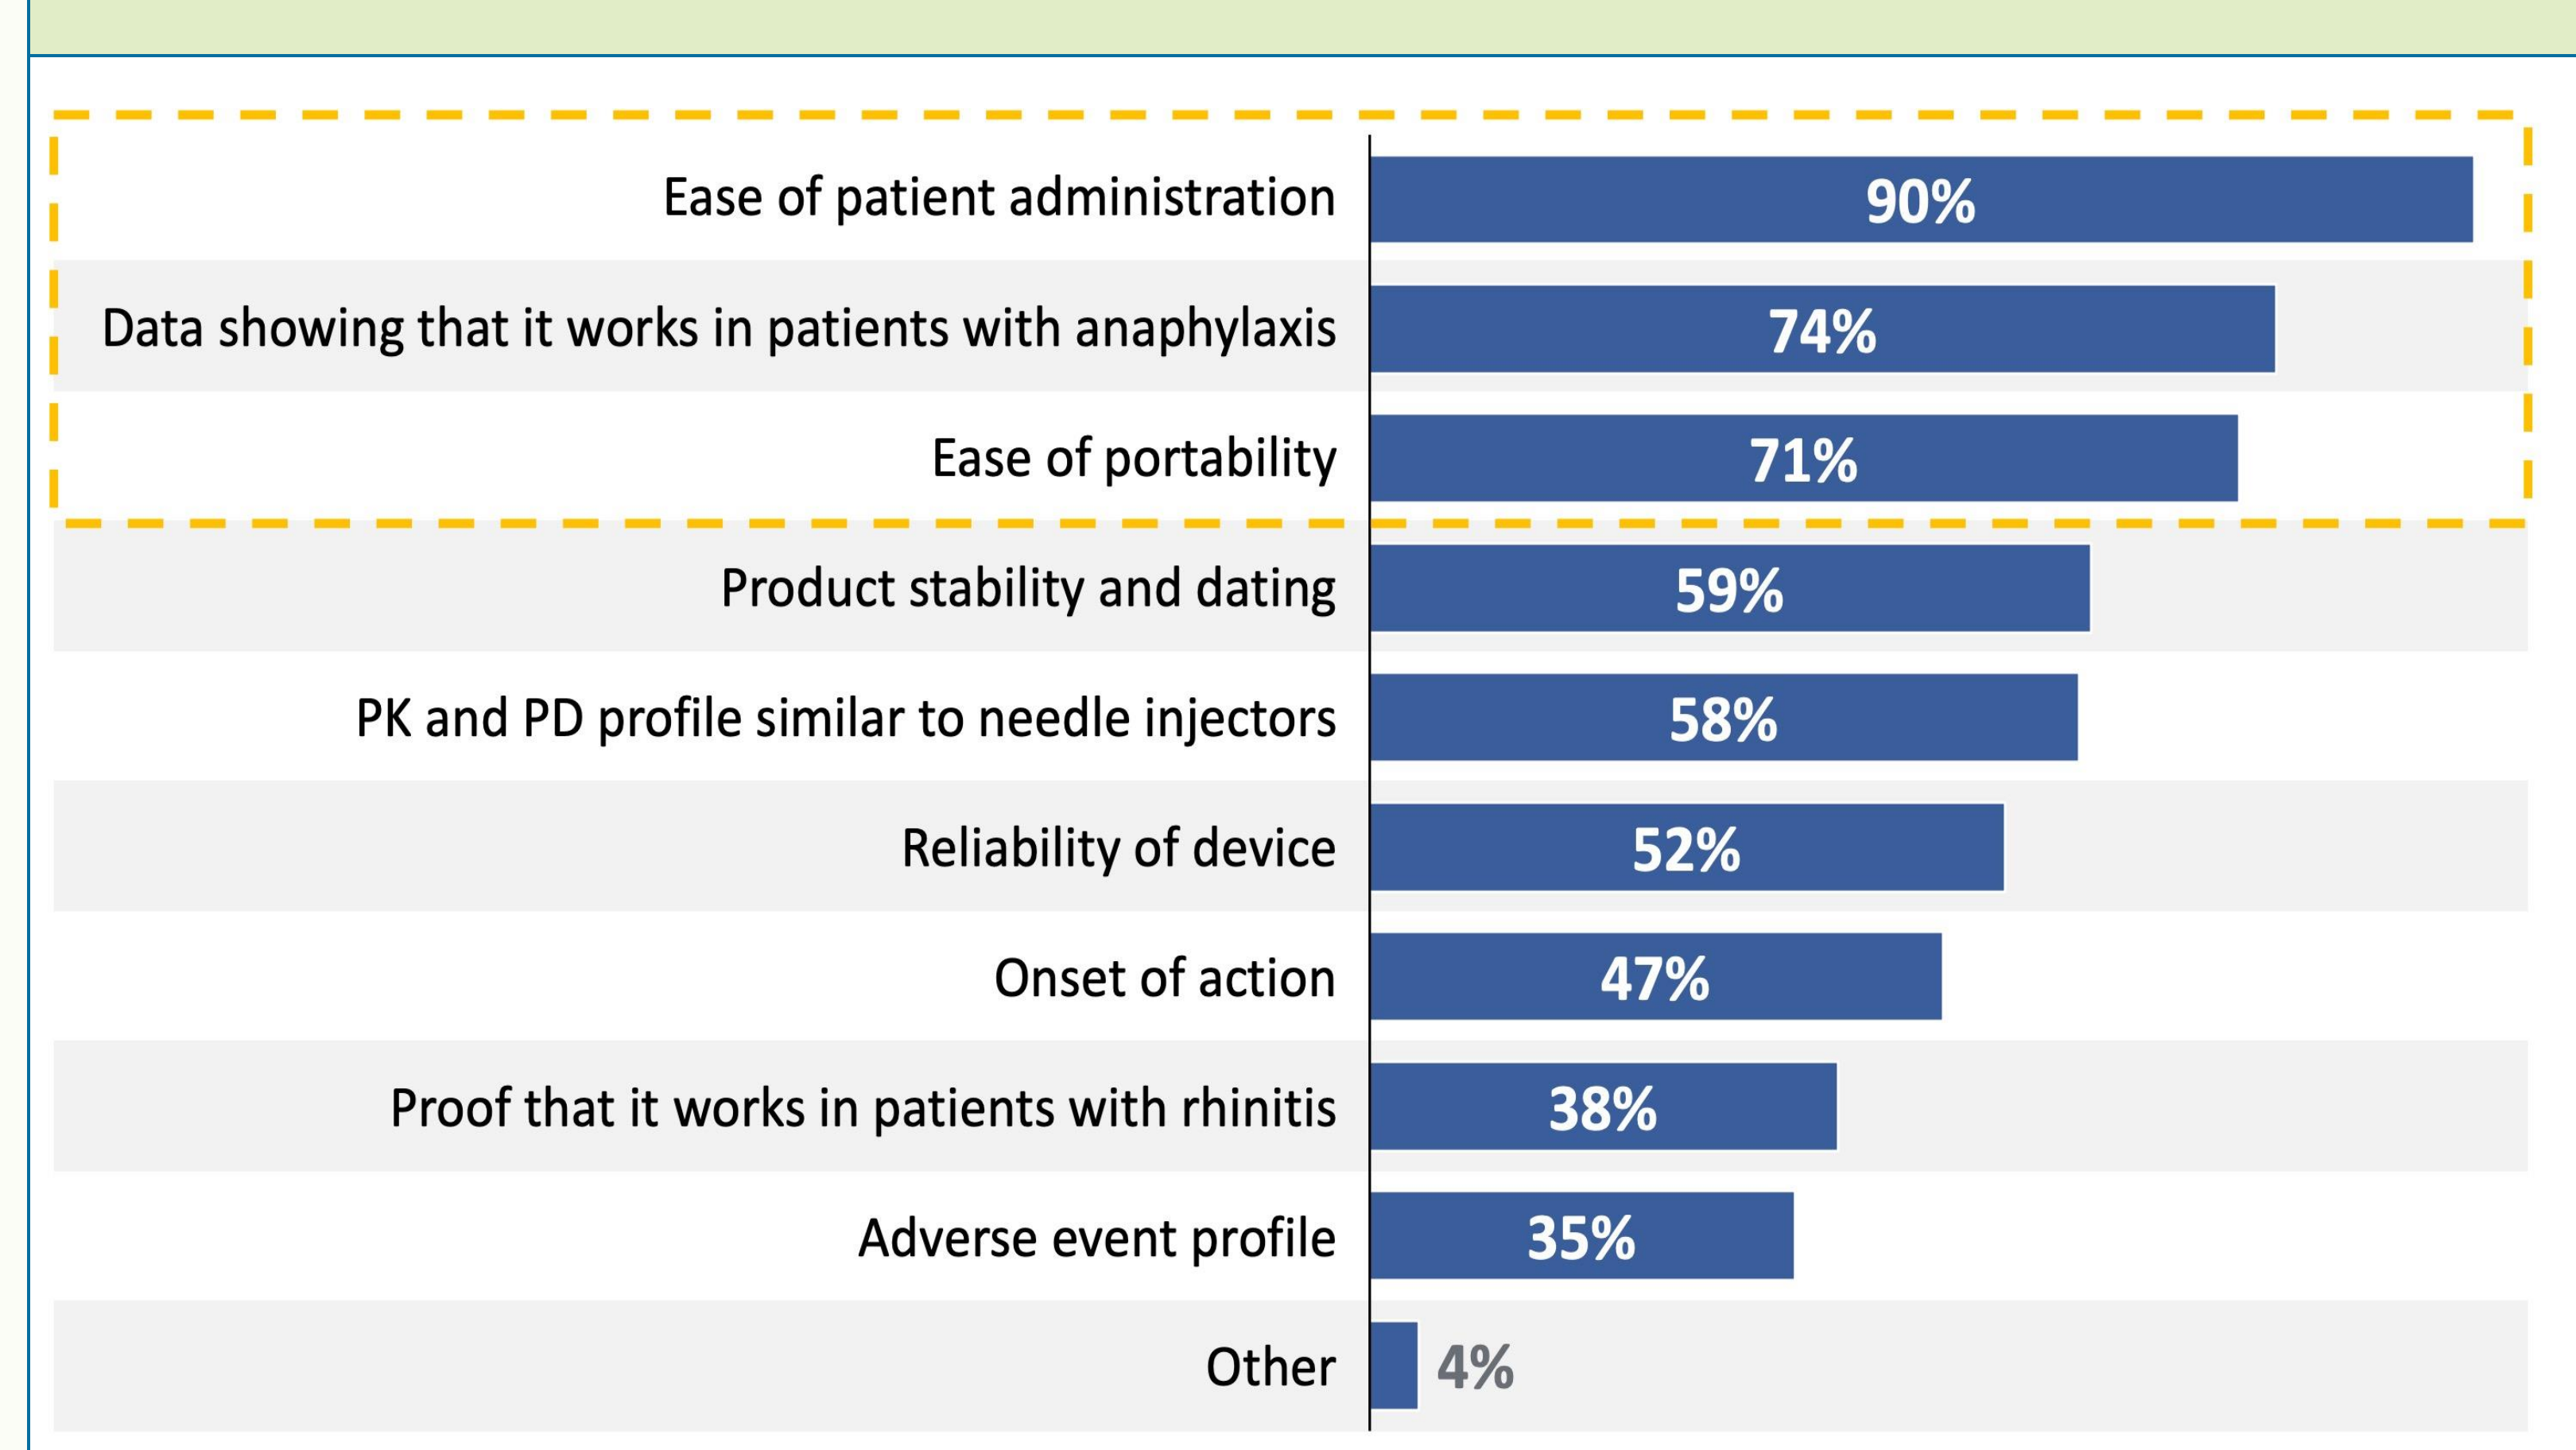 Ease of patient administration 90%
Data showing that it works in patients with anaphylaxis 74%
Ease of portability 71%
Product stability and dating 59%
PK and PD profile similar to needle injectors 58%
Reliability of device 52%
Onset of action 47%
Proof that it works in patients with rhinitis 38%
Adverse event profile 35%
Other 4%